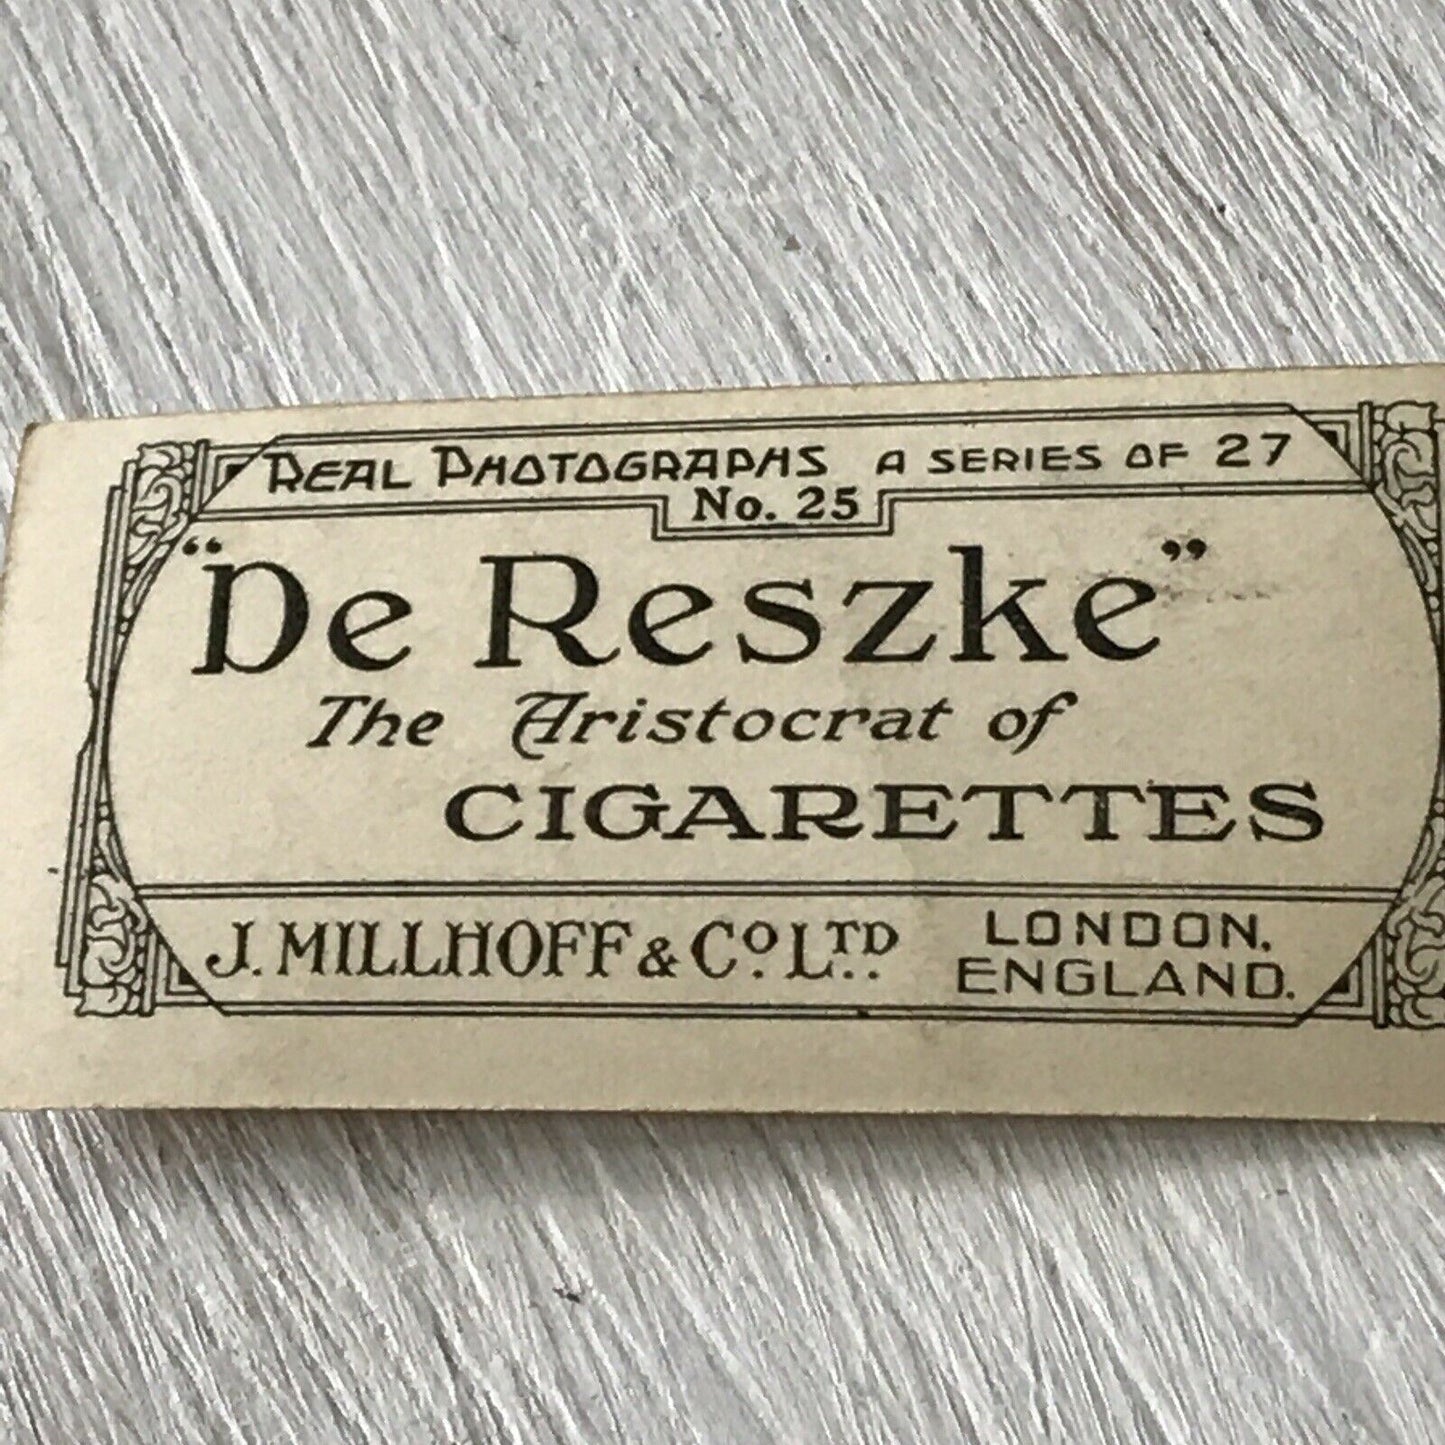 REAL PHOTOGRAPHS A SERIES OF 27
No. 25
"De Reszke"
The Aristocrat of
CIGARETTES
J. MILLHOFF & Co. LTD. LONDON.
ENGLAND.